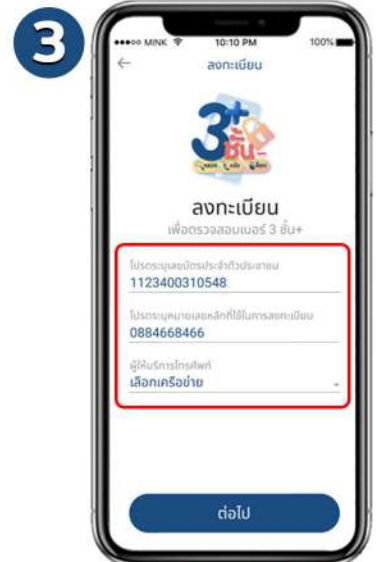 3
MINK 10:10 PM 100%
ลงทะเบียน
3+
ชั้น
ลงทะเบียน
เพื่อตรวจสอบเบอร์ 3 ชั้น+
โปรดระบุเลขบัตรประจำตัวประชาชน
1123400310548
โปรดระบุหมายเลขหลักที่ใช้ในการลงทะเบียน
0884668466
ผู้ให้บริการโทรศัพท์
เลือกเครือข่าย
ต่อไป